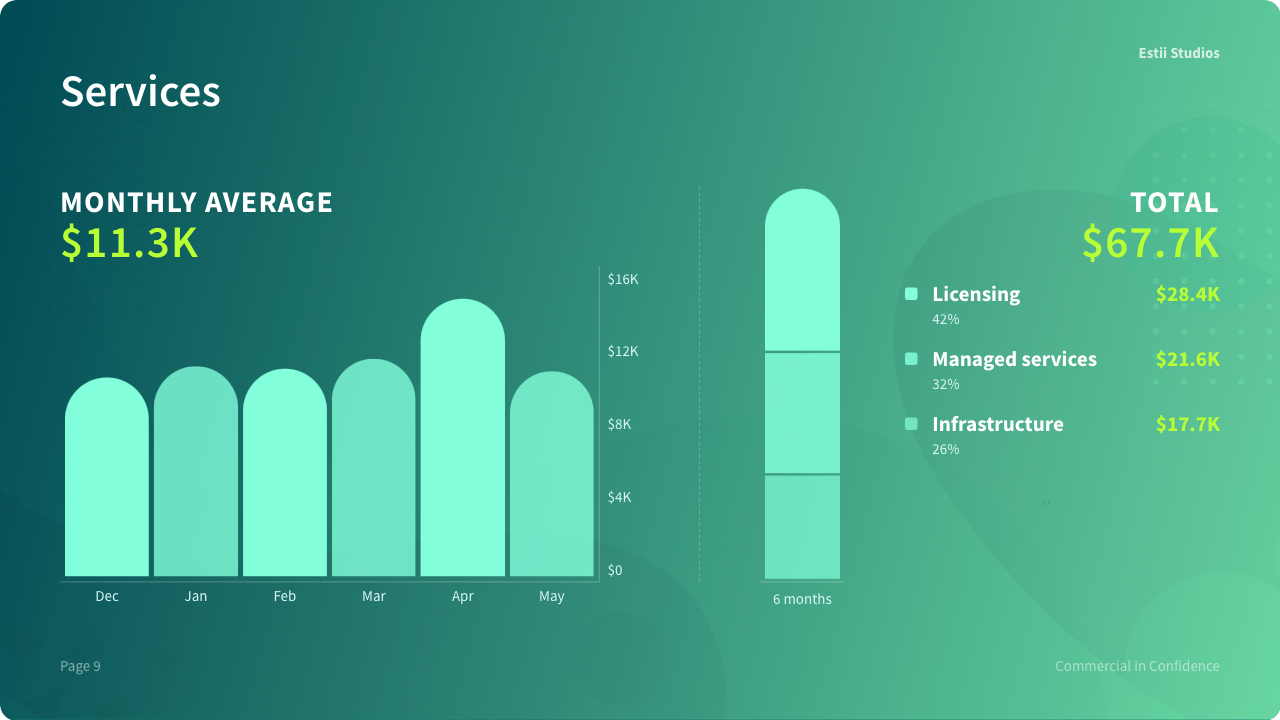 Estii Studios
Services
MONTHLY AVERAGE
$11.3K
$16K
$12K
$8K
$4K
$0
Dec Jan Feb Mar Apr May
6 months
TOTAL
$67.7K
Licensing $28.4K
42%
Managed services $21.6K
32%
Infrastructure $17.7K
26%
Page 9
Commercial in Confidence